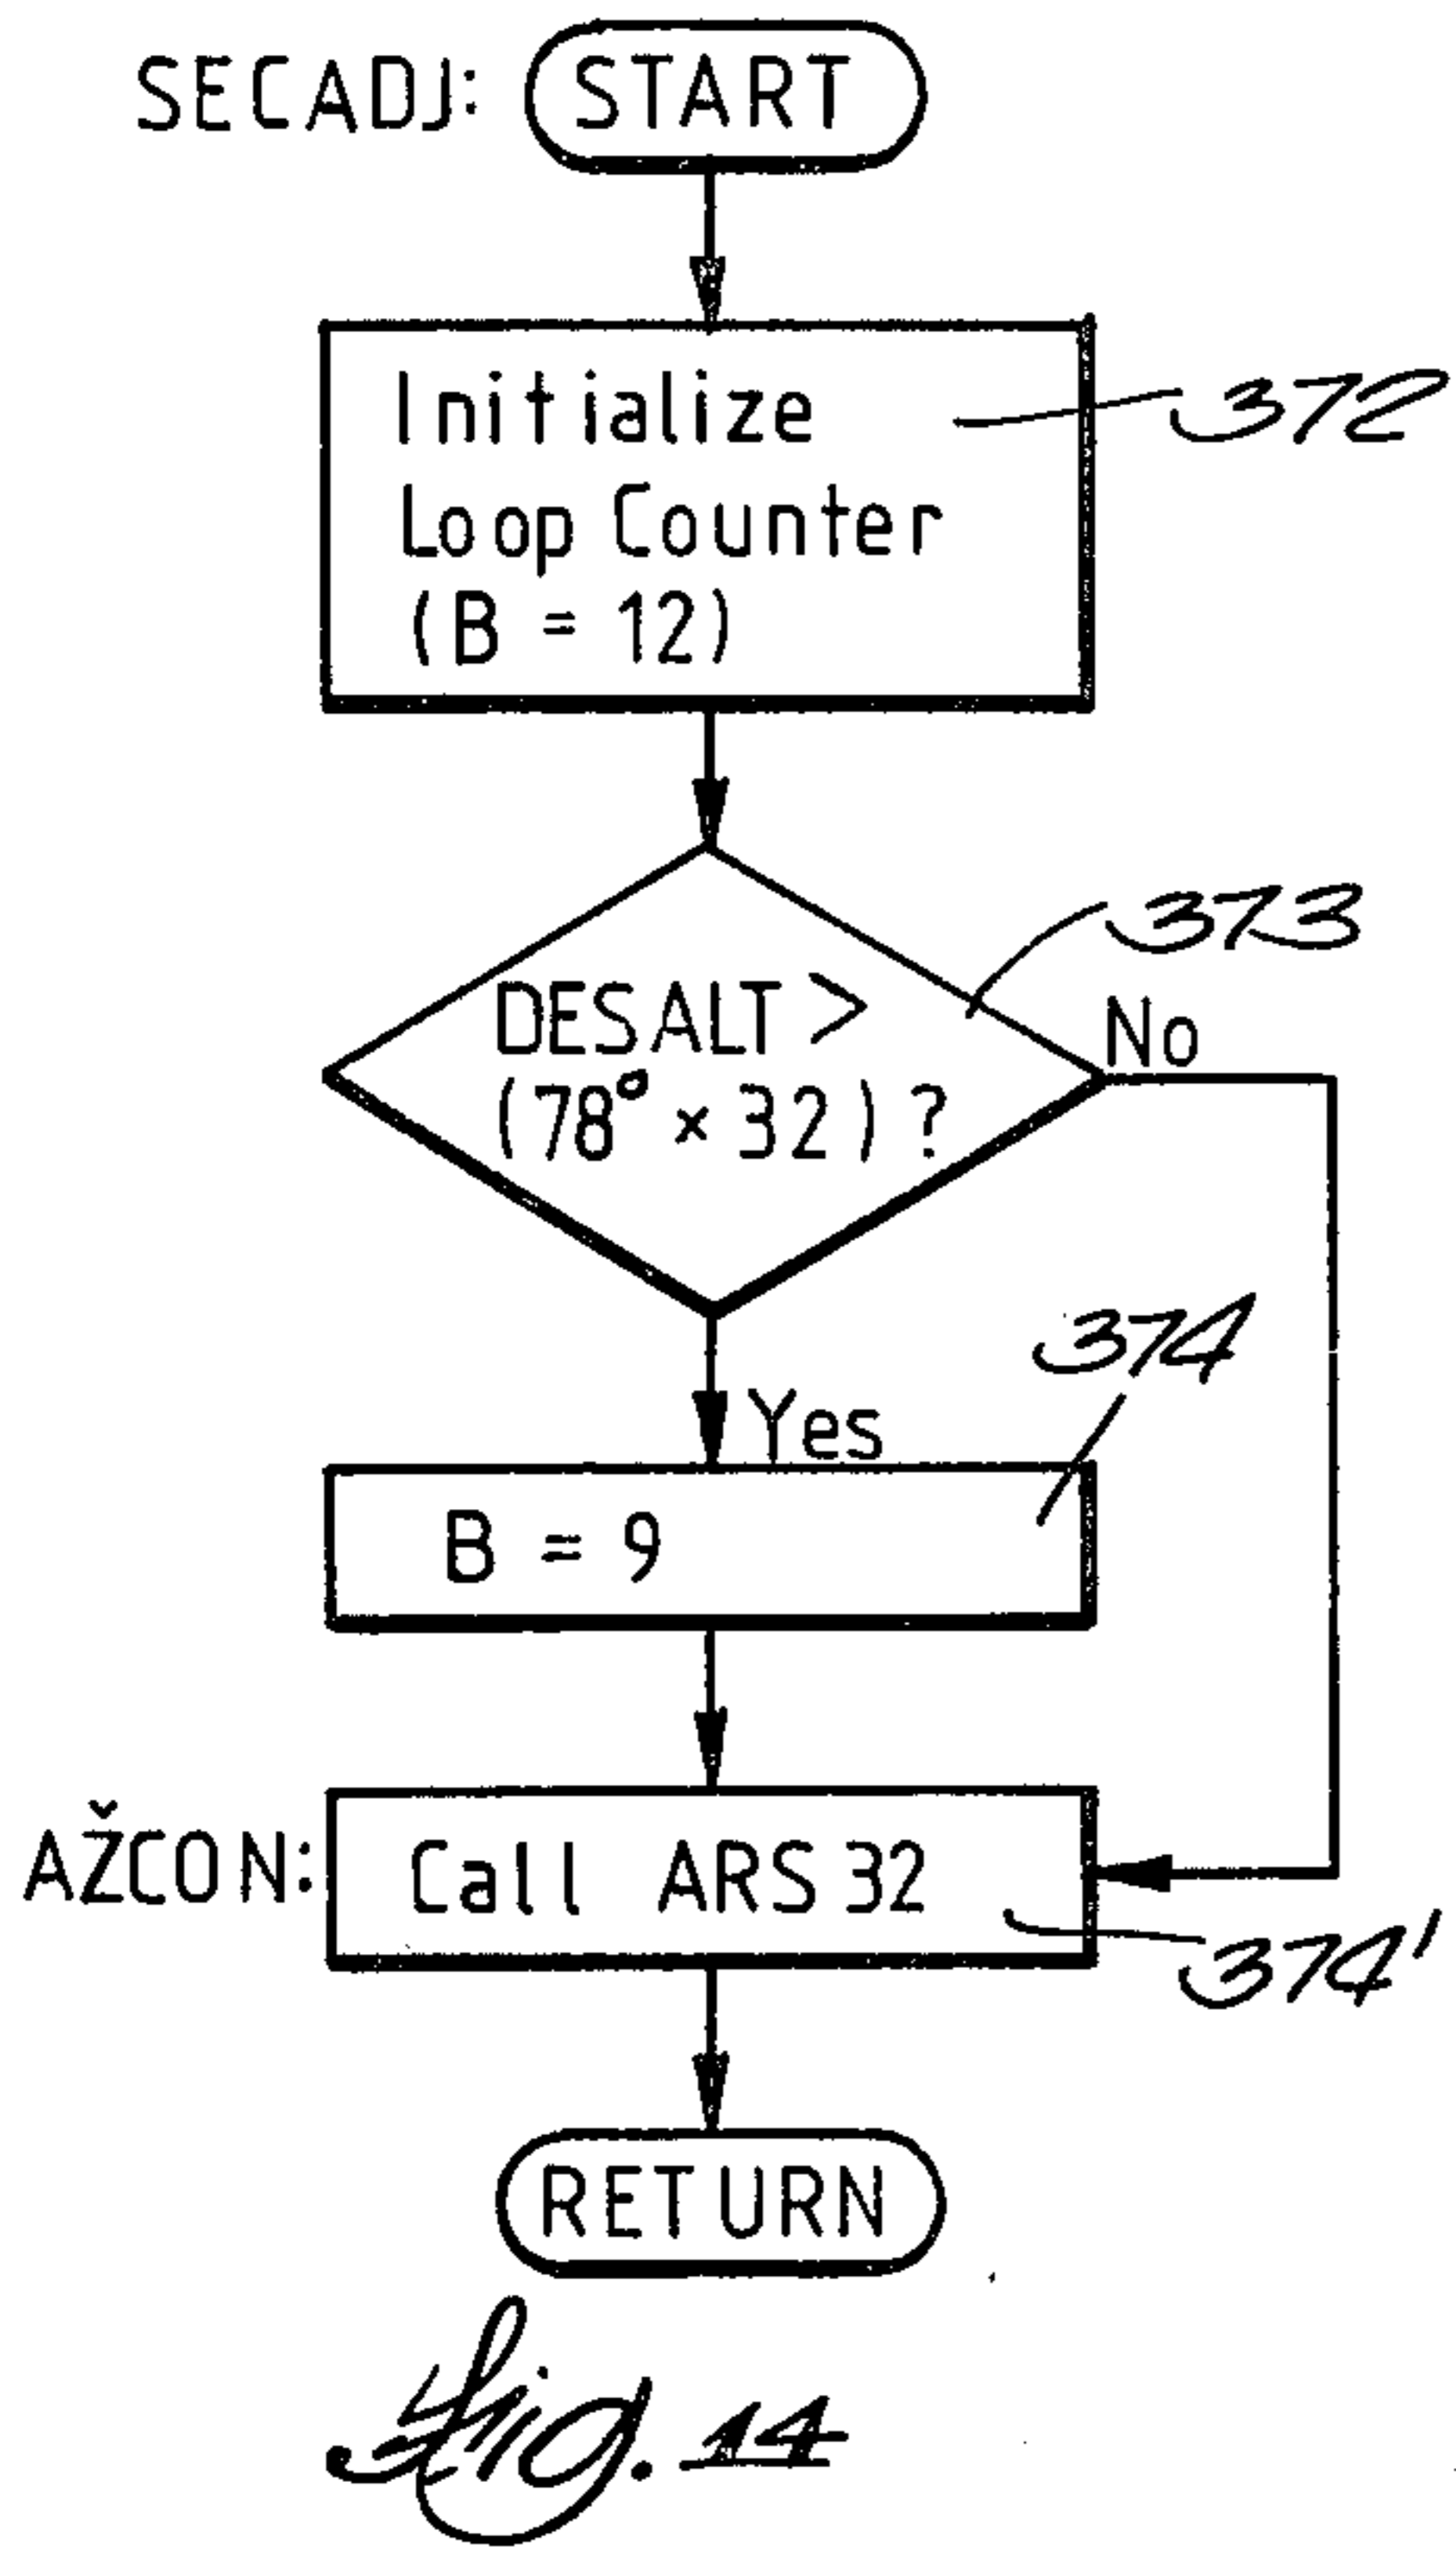 SECADJ: START
Initialize
Loop Counter
(B = 12)
372
373
DESALT >
(78° × 32) ?
No
374
Yes
B = 9
AŽCON: Call ARS 32
374'
RETURN
Fig. 14